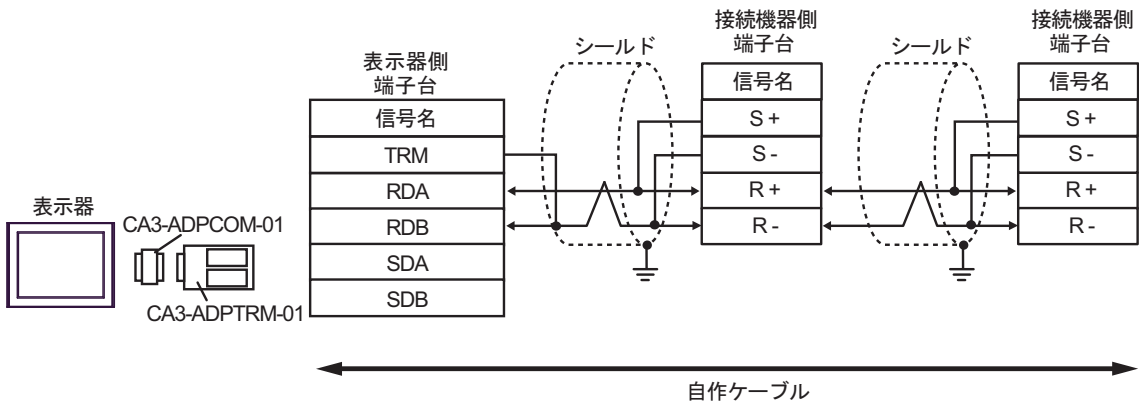 表示器
CA3-ADPCOM-01
CA3-ADPTRM-01
表示器側
端子台
信号名
TRM
RDA
RDB
SDA
SDB
シールド
接続機器側
端子台
信号名
S +
S -
R +
R -
シールド
接続機器側
端子台
信号名
S +
S -
R +
R -
自作ケーブル